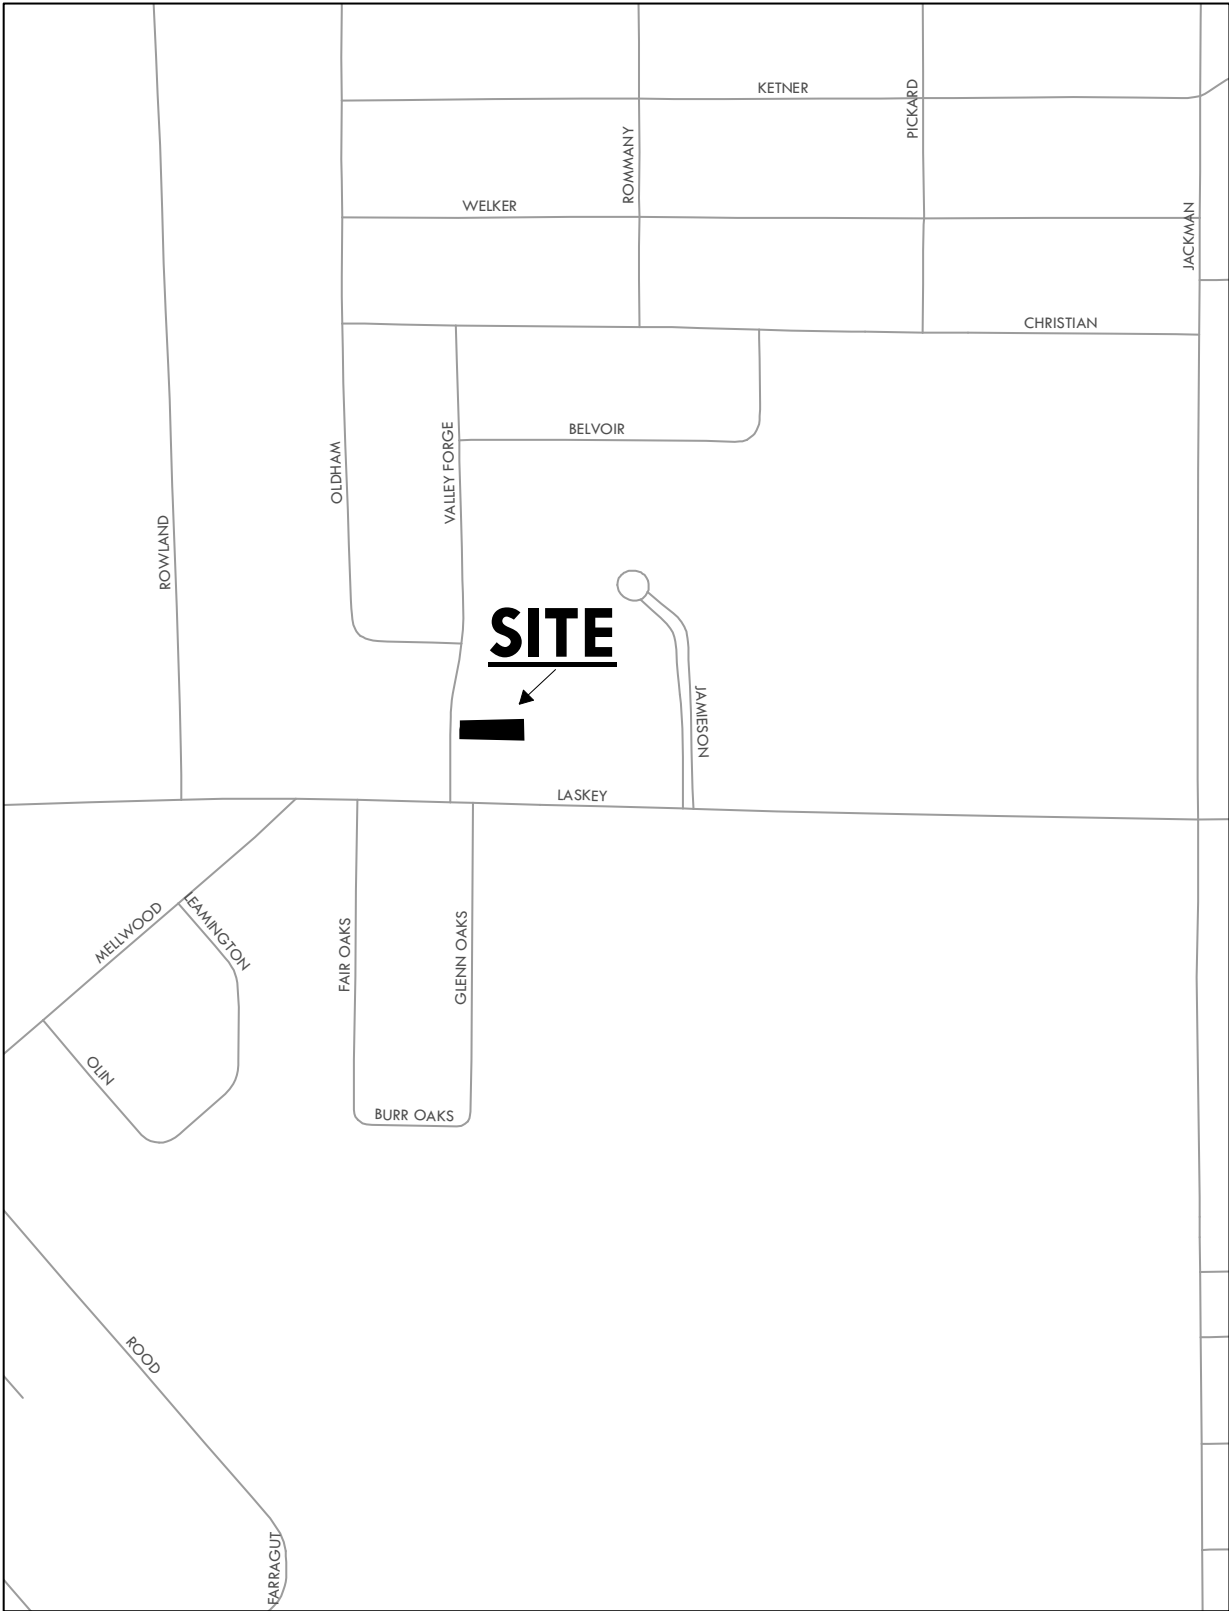 KETNER
PICKARD
ROMMANY
WELKER
JACKMAN
CHRISTIAN
BELVOIR
OLDHAM
VALLEY FORGE
ROWLAND
SITE
JAMIESON
LASKEY
MELLWOOD
LEAMINGTON
FAIR OAKS
GLENN OAKS
OLIN
BURR OAKS
ROOD
FARRAGUT